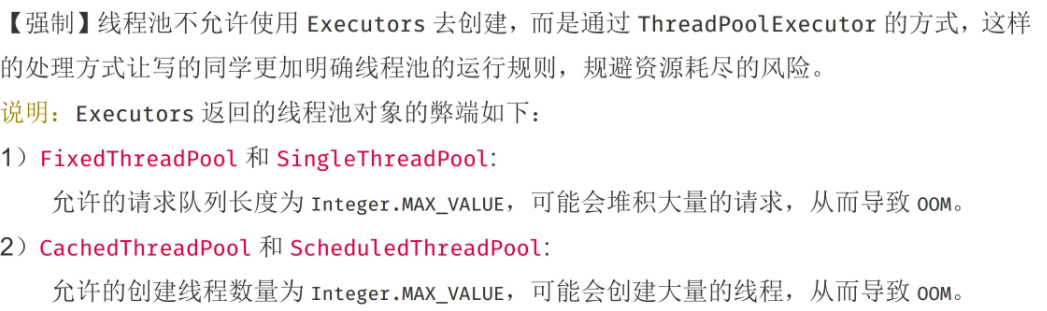 【强制】线程池不允许使用 Executors 去创建，而是通过 ThreadPoolExecutor 的方式，这样
的处理方式让写的同学更加明确线程池的运行规则，规避资源耗尽的风险。
说明：Executors 返回的线程池对象的弊端如下：
1）FixedThreadPool 和 SingleThreadPool:
允许的请求队列长度为 Integer.MAX_VALUE，可能会堆积大量的请求，从而导致 OOM。
2）CachedThreadPool 和 ScheduledThreadPool:
允许的创建线程数量为 Integer.MAX_VALUE，可能会创建大量的线程，从而导致 OOM。